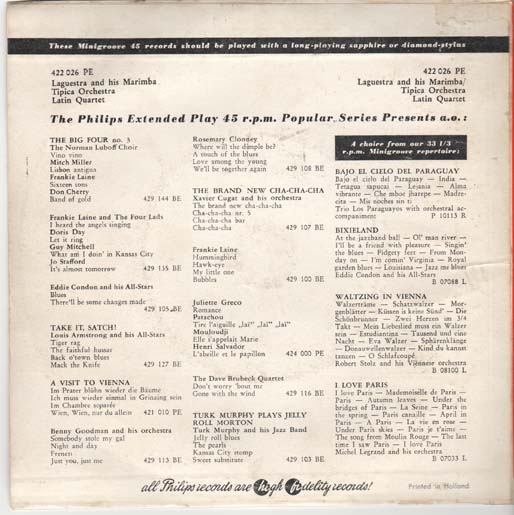 These Minigroove 45 records should be played with a long-playing sapphire or diamond-stylus
422 026 PE
Laguestra and his Marimba
Tipica Orchestra
Latin Quartet
422 026 PE
Laguestra and his Marimba/
Tipica Orchestra
Latin Quartet/
The Philips Extended Play 45 r.p.m. Popular Series Presents a.o.:
THE BIG FOUR no. 3
The Norman Luboff Choir
Vino vino
Mitch Miller
Lisbon antigua
Frankie Laine
Sixteen tons
Don Cherry
Band of gold 429 144 BE
Frankie Laine and The Four Lads
I heard the angels singing
Doris Day
Let it ring
Guy Mitchell
What am I doin' in Kansas City
Jo Stafford
It's almost tomorrow 429 135 BE
Eddie Condon and his All-Stars
Blues
There'll be some changes made
429 105 BE
TAKE IT, SATCH!
Louis Armstrong and his All-Stars
Tiger rag
The faithful hussar
Back o'town blues
Mack the Knife 429 127 BE
A VISIT TO VIENNA
Im Prater blühn wieder die Bäume
Ich muss wieder einmal in Grinzing sein
Im Chambre separée
Wien, Wien, nur du allein 421 010 PE
Benny Goodman and his orchestra
Somebody stole my gal
Night and day
Frenesi
Just you, just me 429 113 BE
Rosemary Clooney
Where will the dimple be?
A touch of the blues
Love among the young
We'll be together again 429 108 BE
THE BRAND NEW CHA-CHA-CHA
Xavier Cugat and his orchestra
The brand new cha-cha-cha
Cha-cha-cha nr. 5
Cha-cha-cha bar
Cha-cha-cha 429 107 BE
Frankie Laine
Hummingbird
Hawk-eye
My little one
Bubbles 429 100 BE
Juliette Greco
Romance
Patachou
Tire l'aiguille „lai" „lai" „lai"
Mouloudji
Elle s'appelait Marie
Henri Salvador
L'abeille et le papillon 424 000 PE
The Dave Brubeck Quartet
Don't worry 'bout me
Gone with the wind 429 116 BE
TURK MURPHY PLAYS JELLY
ROLL MORTON
Turk Murphy and his Jazz Band
Jelly roll blues
The pearls
Kansas City stomp
Sweet substitute 429 103 BE
A choice from our 33 1/3
r.p.m. Minigroove repertoire:
BAJO EL CIELO DEL PARAGUAY
Bajo el cielo del Paraguay — India —
Tetagua sapucai — Lejania — Alma
vibrante — Che mboe jharepe — Madre-
cita — Mis noches sin ti
Trio Los Paraguayos with orchestral ac-
companiment P 10113 R
BIXIELAND
At the jazzband ball — Ol' man river —
I'll be a friend with pleasure — Singin'
the blues — Fidgety feet — From Mon-
day on — I'm comin' Virginia — Royal
garden blues — Louisiana — Jazz me blues
Eddie Condon and his All-Stars
B 07088 L
WALTZING IN VIENNA
Walzerträume — Schatzwalzer — Mor-
genblätter — Küssen is keine Sünd' — Die
Schönbrunner — Zwei Herzen im 3/4
Takt — Mein Liebeslied muss ein Walzer
sein — Estudiantina — Tausend und eine
Nacht — Eva Walzer — Sphärenklänge
— Donauwellenwalzer — Kind du kannst
tanzen — O Schlafcoupé
Robert Stolz and his Viennese orchestra
B 08100 L
I LOVE PARIS
I love Paris — Mademoiselle de Paris —
Paris — Autumn leaves — Under the
bridges of Paris — La Seine — Paris in
the spring — Paris canaille — April in
Paris — A Paris — La vie en rose —
Under Paris skies — Paris je t'aime —
The song from Moulin Rouge — The last
time I saw Paris — I love Paris
Michel Legrand and his orchestra
B 07033 L
all Philips records are high fidelity records!
Printed in Holland